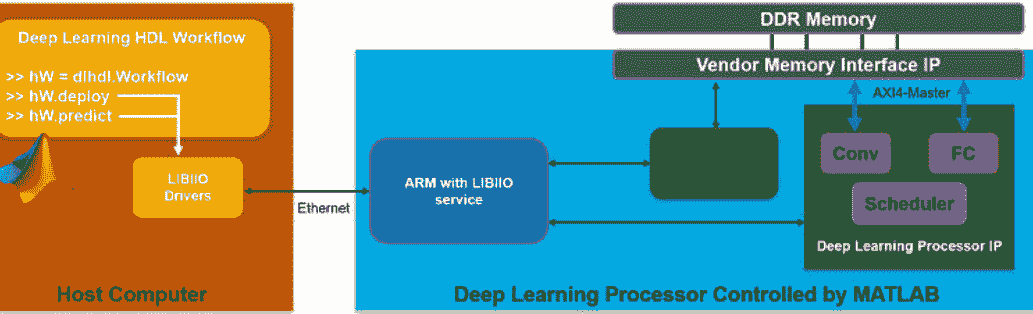 Deep Learning HDL Workflow
>> hW = dlhdl.Workflow
>> hW.deploy
>> hW.predict
LIBIIO
Drivers
Host Computer
Ethernet
ARM with LIBIIO
service
DDR Memory
Vendor Memory Interface IP
AXI4-Master
Conv
FC
Scheduler
Deep Learning Processor IP
Deep Learning Processor Controlled by MATLAB